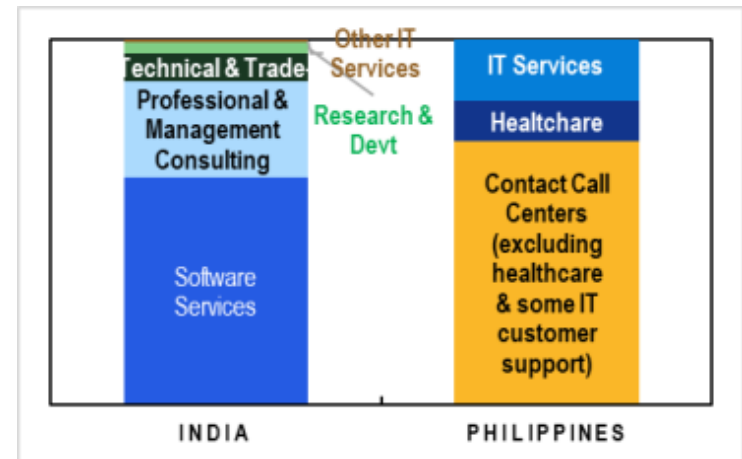 Technical & Trade-
Professional &
Management
Consulting
Software
Services
Other IT
Services
Research &
Devt
IT Services
Healtchare
Contact Call
Centers
(excluding
healthcare
& some IT
customer
support)
INDIA
PHILIPPINES